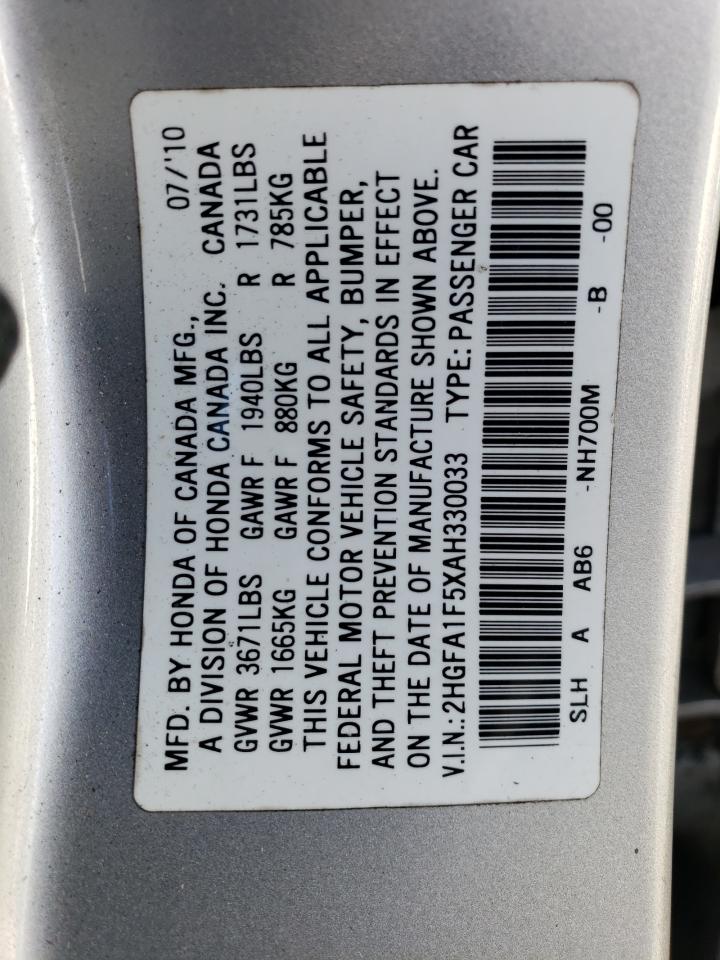 MFD. BY HONDA OF CANADA MFG., 07/'10
A DIVISION OF HONDA CANADA INC. CANADA
GVWR 3671LBS GAWR F 1940LBS R 1731LBS
GVWR 1665KG GAWR F 880KG R 785KG
THIS VEHICLE CONFORMS TO ALL APPLICABLE
FEDERAL MOTOR VEHICLE SAFETY, BUMPER,
AND THEFT PREVENTION STANDARDS IN EFFECT
ON THE DATE OF MANUFACTURE SHOWN ABOVE.
V.I.N.: 2HGFA1F5XAH330033 TYPE: PASSENGER CAR
SLH A AB6 -NH700M -B -00